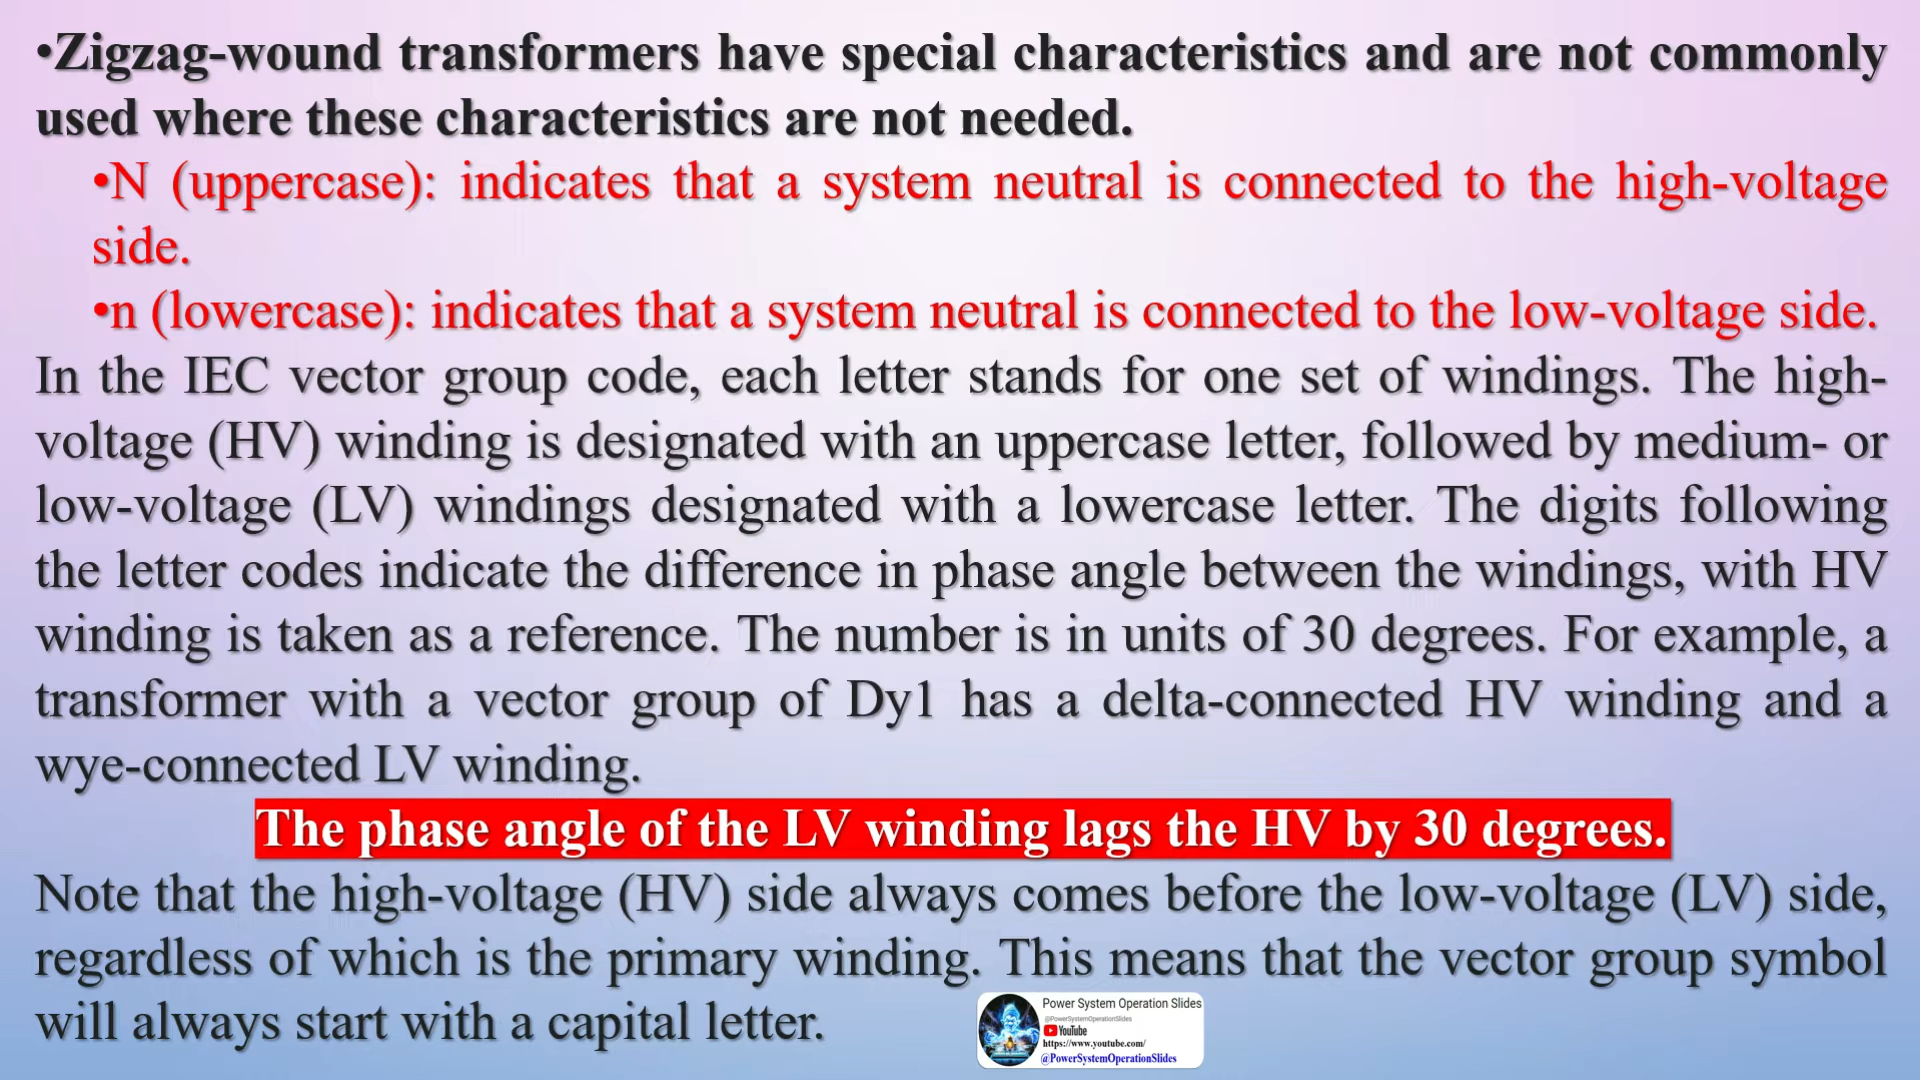 •Zigzag-wound transformers have special characteristics and are not commonly
used where these characteristics are not needed.
•N (uppercase): indicates that a system neutral is connected to the high-voltage
side.
•n (lowercase): indicates that a system neutral is connected to the low-voltage side.
In the IEC vector group code, each letter stands for one set of windings. The high-
voltage (HV) winding is designated with an uppercase letter, followed by medium- or
low-voltage (LV) windings designated with a lowercase letter. The digits following
the letter codes indicate the difference in phase angle between the windings, with HV
winding is taken as a reference. The number is in units of 30 degrees. For example, a
transformer with a vector group of Dy1 has a delta-connected HV winding and a
wye-connected LV winding.
The phase angle of the LV winding lags the HV by 30 degrees.
Note that the high-voltage (HV) side always comes before the low-voltage (LV) side,
regardless of which is the primary winding. This means that the vector group symbol
will always start with a capital letter.
Power System Operation Slides
@PowerSystemOperationSlides
YouTube
https://www.youtube.com/
@PowerSystemOperationSlides